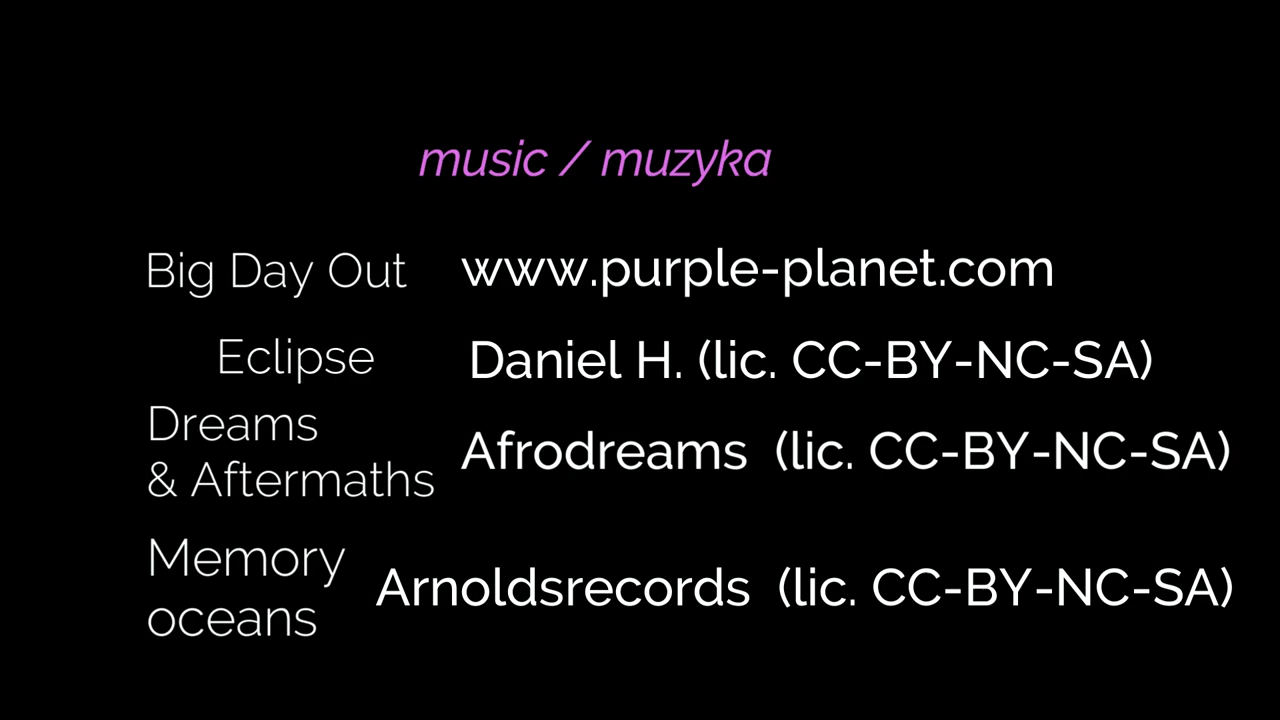 music / muzyka
Big Day Out www.purple-planet.com
Eclipse Daniel H. (lic. CC-BY-NC-SA)
Dreams
& Aftermaths Afrodreams (lic. CC-BY-NC-SA)
Memory
oceans Arnoldsrecords (lic. CC-BY-NC-SA)